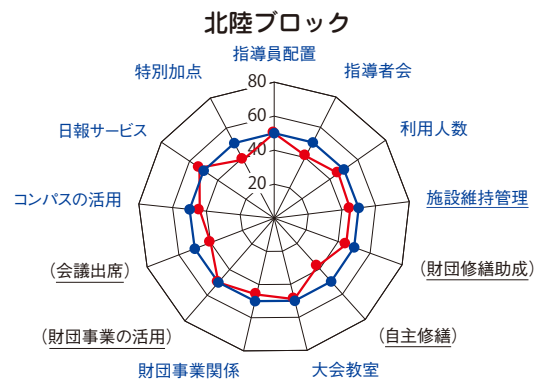 北陸ブロック
指導員配置
特別加点
指導者会
80
60
40
20
日報サービス
利用人数
コンパスの活用
施設維持管理
（会議出席）
（財団修繕助成）
（財団事業の活用）
（自主修繕）
財団事業関係
大会教室